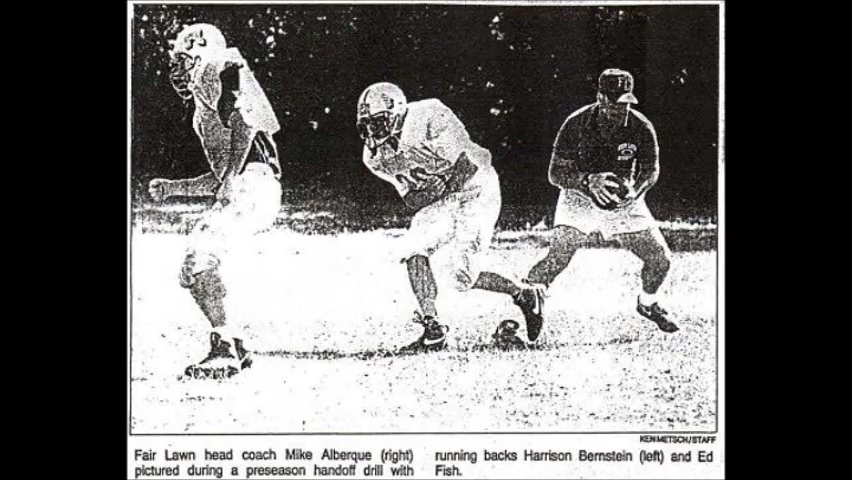 KEN METSCH/STAFF
Fair Lawn head coach Mike Alberque (right)
pictured during a preseason handoff drill with
running backs Harrison Bernstein (left) and Ed
Fish.